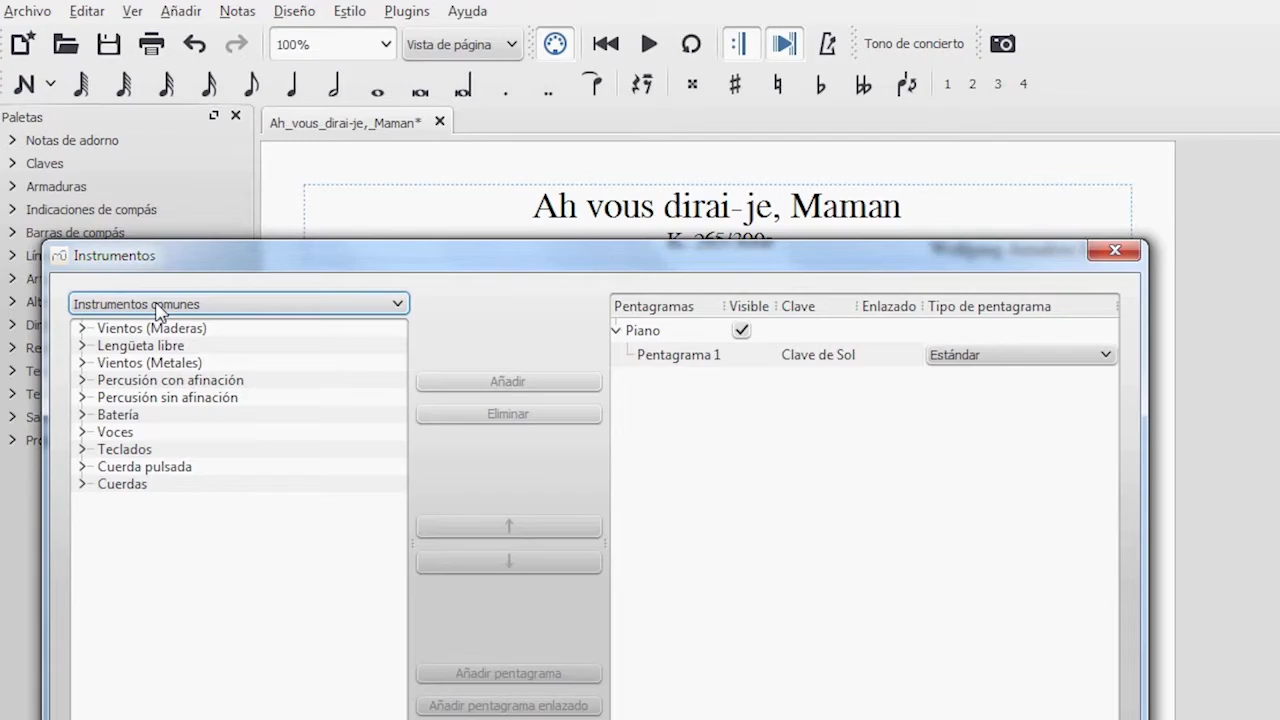 Archivo Editar Ver Añadir Notas Diseño Estilo Plugins Ayuda
100% Vista de página Tono de concierto
1 2 3 4
Paletas
Ah_vous_dirai-je,_Maman*
Notas de adorno
Claves
Armaduras
Indicaciones de compás
Barras de compás
Ah vous dirai-je, Maman
Instrumentos
Instrumentos comunes
Vientos (Maderas)
Lengüeta libre
Vientos (Metales)
Percusión con afinación
Percusión sin afinación
Batería
Voces
Teclados
Cuerda pulsada
Cuerdas
Añadir
Eliminar
Añadir pentagrama
Añadir pentagrama enlazado
Pentagramas Visible Clave Enlazado Tipo de pentagrama
Piano
Pentagrama 1 Clave de Sol Estándar